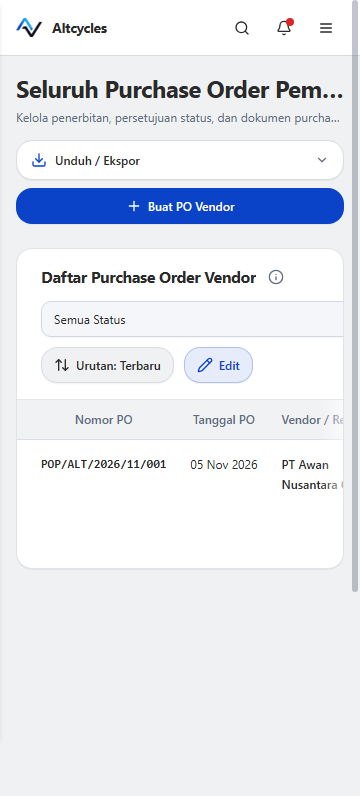 Altcycles
Seluruh Purchase Order Pem...
Kelola penerbitan, persetujuan status, dan dokumen purcha...
Unduh / Ekspor
Buat PO Vendor
Daftar Purchase Order Vendor
Semua Status
Urutan: Terbaru
Edit
Nomor PO Tanggal PO Vendor / Re
POP/ALT/2026/11/001 05 Nov 2026 PT Awan
Nusantara